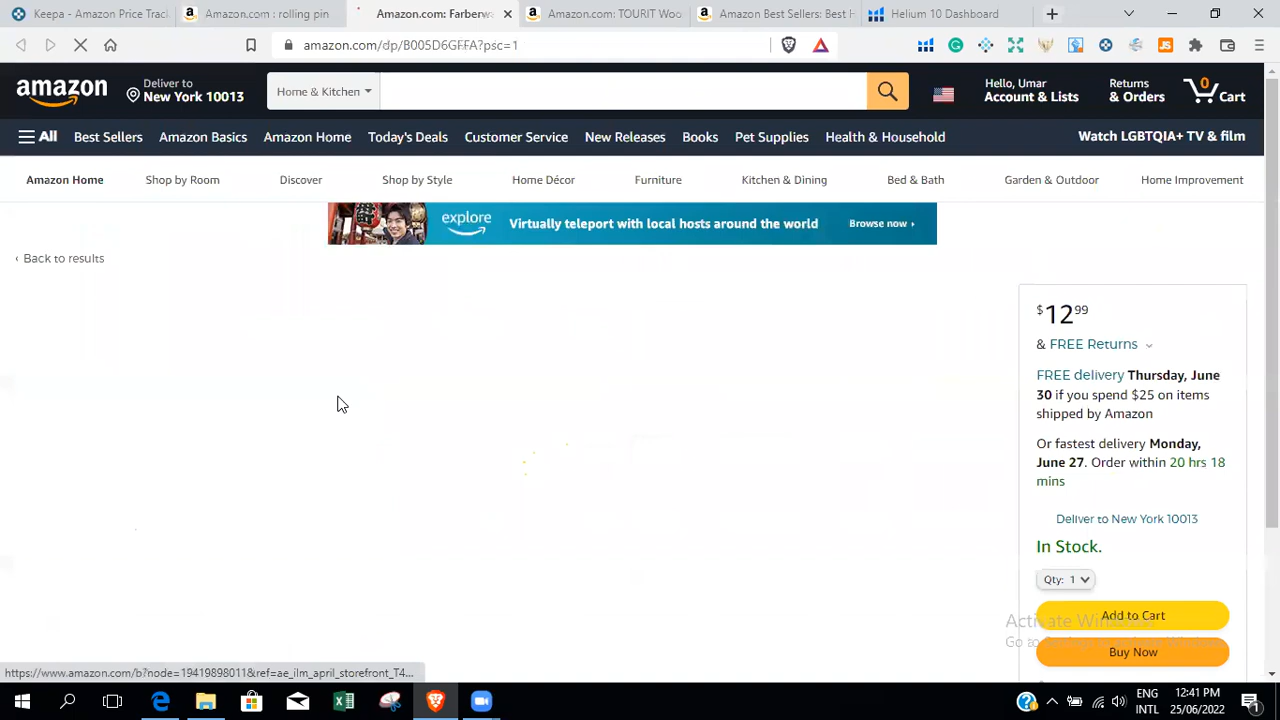 Keepa – Amazon Price Track
Amazon.com : rolling pin
Amazon.com: Farberwa
Amazon.com: TOURIT Woo
Amazon Best Sellers: Best H
Helium 10 Dashboard
amazon.com/dp/B005D6GFFA?psc=1
amazon
Deliver to
New York 10013
Home & Kitchen
Hello, Umar
Account & Lists
Returns
& Orders
0
Cart
All
Best Sellers
Amazon Basics
Amazon Home
Today's Deals
Customer Service
New Releases
Books
Pet Supplies
Health & Household
Watch LGBTQIA+ TV & film
Amazon Home
Shop by Room
Discover
Shop by Style
Home Décor
Furniture
Kitchen & Dining
Bed & Bath
Garden & Outdoor
Home Improvement
explore
Virtually teleport with local hosts around the world
Browse now ›
‹ Back to results
$12 99
& FREE Returns
FREE delivery Thursday, June
30 if you spend $25 on items
shipped by Amazon
Or fastest delivery Monday,
June 27. Order within 20 hrs 18
mins
Deliver to New York 10013
In Stock.
Qty: 1
Add to Cart
Buy Now
https://www.amazon.com/b?node=19419898011&ref=ae_ilm_april_storefront_T4...
ENG
INTL
12:41 PM
25/06/2022
1